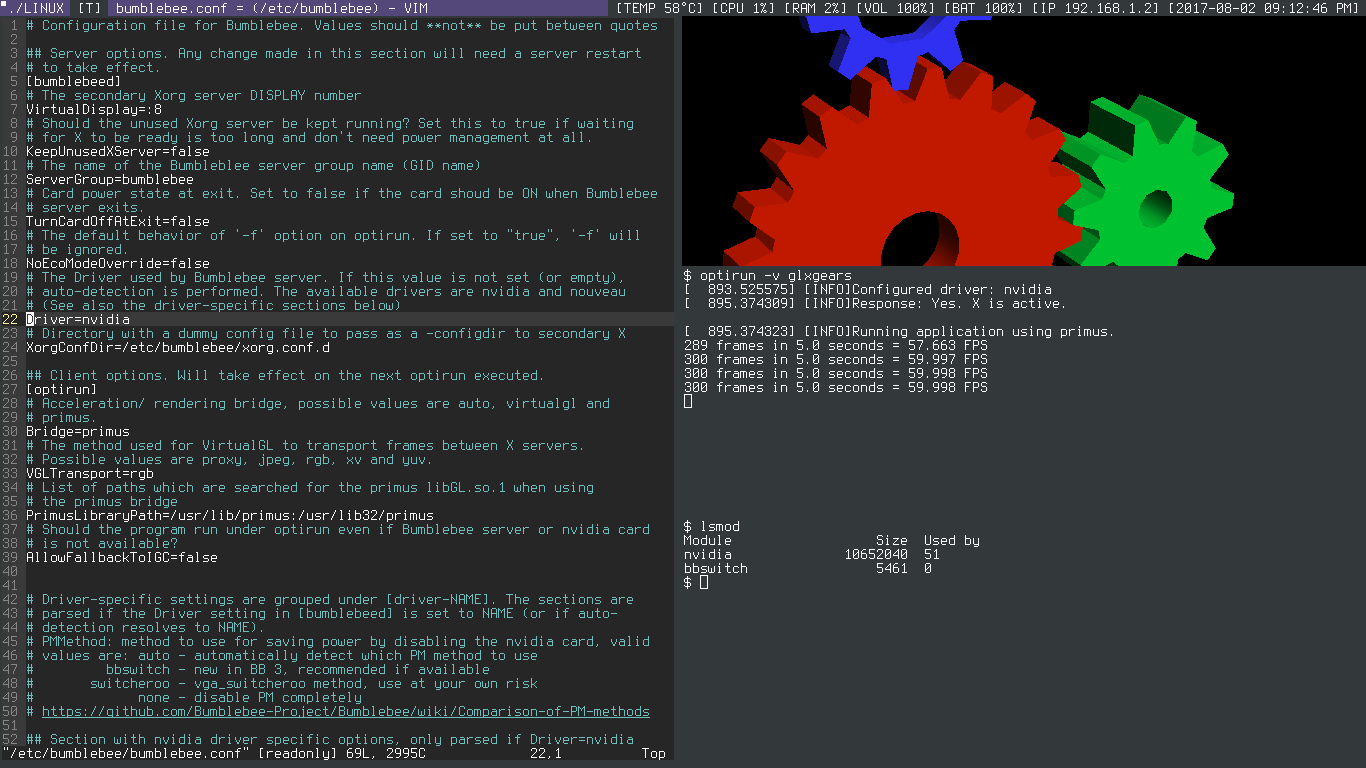 ./LINUX [T] bumblebee.conf = (/etc/bumblebee) - VIM [TEMP 58°C] [CPU 1%] [RAM 2%] [VOL 100%] [BAT 100%] [IP 192.168.1.2] [2017-08-02 09:12:46 PM]
1 # Configuration file for Bumblebee. Values should **not** be put between quotes
2
3 ## Server options. Any change made in this section will need a server restart
4 # to take effect.
5 [bumblebeed]
6 # The secondary Xorg server DISPLAY number
7 VirtualDisplay=:8
8 # Should the unused Xorg server be kept running? Set this to true if waiting
9 # for X to be ready is too long and don't need power management at all.
10 KeepUnusedXServer=false
11 # The name of the Bumbleblee server group name (GID name)
12 ServerGroup=bumblebee
13 # Card power state at exit. Set to false if the card shoud be ON when Bumblebee
14 # server exits.
15 TurnCardOffAtExit=false
16 # The default behavior of '-f' option on optirun. If set to "true", '-f' will
17 # be ignored.
18 NoEcoModeOverride=false
19 # The Driver used by Bumblebee server. If this value is not set (or empty),
20 # auto-detection is performed. The available drivers are nvidia and nouveau
21 # (See also the driver-specific sections below)
22 Driver=nvidia
23 # Directory with a dummy config file to pass as a -configdir to secondary X
24 XorgConfDir=/etc/bumblebee/xorg.conf.d
25
26 ## Client options. Will take effect on the next optirun executed.
27 [optirun]
28 # Acceleration/ rendering bridge, possible values are auto, virtualgl and
29 # primus.
30 Bridge=primus
31 # The method used for VirtualGL to transport frames between X servers.
32 # Possible values are proxy, jpeg, rgb, xv and yuv.
33 VGLTransport=rgb
34 # List of paths which are searched for the primus libGL.so.1 when using
35 # the primus bridge
36 PrimusLibraryPath=/usr/lib/primus:/usr/lib32/primus
37 # Should the program run under optirun even if Bumblebee server or nvidia card
38 # is not available?
39 AllowFallbackToIGC=false
40
41
42 # Driver-specific settings are grouped under [driver-NAME]. The sections are
43 # parsed if the Driver setting in [bumblebeed] is set to NAME (or if auto-
44 # detection resolves to NAME).
45 # PMMethod: method to use for saving power by disabling the nvidia card, valid
46 # values are: auto - automatically detect which PM method to use
47 # bbswitch - new in BB 3, recommended if available
48 # switcheroo - vga_switcheroo method, use at your own risk
49 # none - disable PM completely
50 # https://github.com/Bumblebee-Project/Bumblebee/wiki/Comparison-of-PM-methods
51
52 ## Section with nvidia driver specific options, only parsed if Driver=nvidia
"/etc/bumblebee/bumblebee.conf" [readonly] 69L, 2995C 22,1 Top
$ optirun -v glxgears
[ 893.525575] [INFO]Configured driver: nvidia
[ 895.374309] [INFO]Response: Yes. X is active.
[ 895.374323] [INFO]Running application using primus.
289 frames in 5.0 seconds = 57.663 FPS
300 frames in 5.0 seconds = 59.997 FPS
300 frames in 5.0 seconds = 59.998 FPS
300 frames in 5.0 seconds = 59.998 FPS
$ lsmod
Module Size Used by
nvidia 10652040 51
bbswitch 5461 0
$